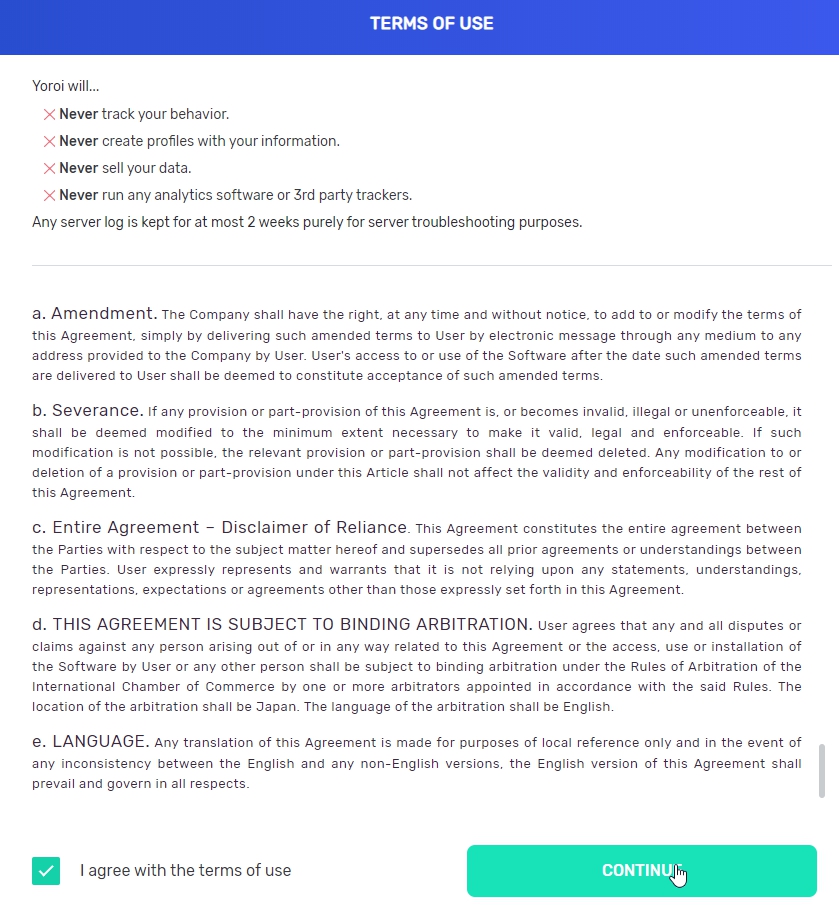 TERMS OF USE
Yoroi will...
Never track your behavior.
Never create profiles with your information.
Never sell your data.
Never run any analytics software or 3rd party trackers.
Any server log is kept for at most 2 weeks purely for server troubleshooting purposes.
a. Amendment. The Company shall have the right, at any time and without notice, to add to or modify the terms of
this Agreement, simply by delivering such amended terms to User by electronic message through any medium to any
address provided to the Company by User. User's access to or use of the Software after the date such amended terms
are delivered to User shall be deemed to constitute acceptance of such amended terms.
b. Severance. If any provision or part-provision of this Agreement is, or becomes invalid, illegal or unenforceable, it
shall be deemed modified to the minimum extent necessary to make it valid, legal and enforceable. If such
modification is not possible, the relevant provision or part-provision shall be deemed deleted. Any modification to or
deletion of a provision or part-provision under this Article shall not affect the validity and enforceability of the rest of
this Agreement.
c. Entire Agreement – Disclaimer of Reliance. This Agreement constitutes the entire agreement between
the Parties with respect to the subject matter hereof and supersedes all prior agreements or understandings between
the Parties. User expressly represents and warrants that it is not relying upon any statements, understandings,
representations, expectations or agreements other than those expressly set forth in this Agreement.
d. THIS AGREEMENT IS SUBJECT TO BINDING ARBITRATION. User agrees that any and all disputes or
claims against any person arising out of or in any way related to this Agreement or the access, use or installation of
the Software by User or any other person shall be subject to binding arbitration under the Rules of Arbitration of the
International Chamber of Commerce by one or more arbitrators appointed in accordance with the said Rules. The
location of the arbitration shall be Japan. The language of the arbitration shall be English.
e. LANGUAGE. Any translation of this Agreement is made for purposes of local reference only and in the event of
any inconsistency between the English and any non-English versions, the English version of this Agreement shall
prevail and govern in all respects.
I agree with the terms of use
CONTINUE